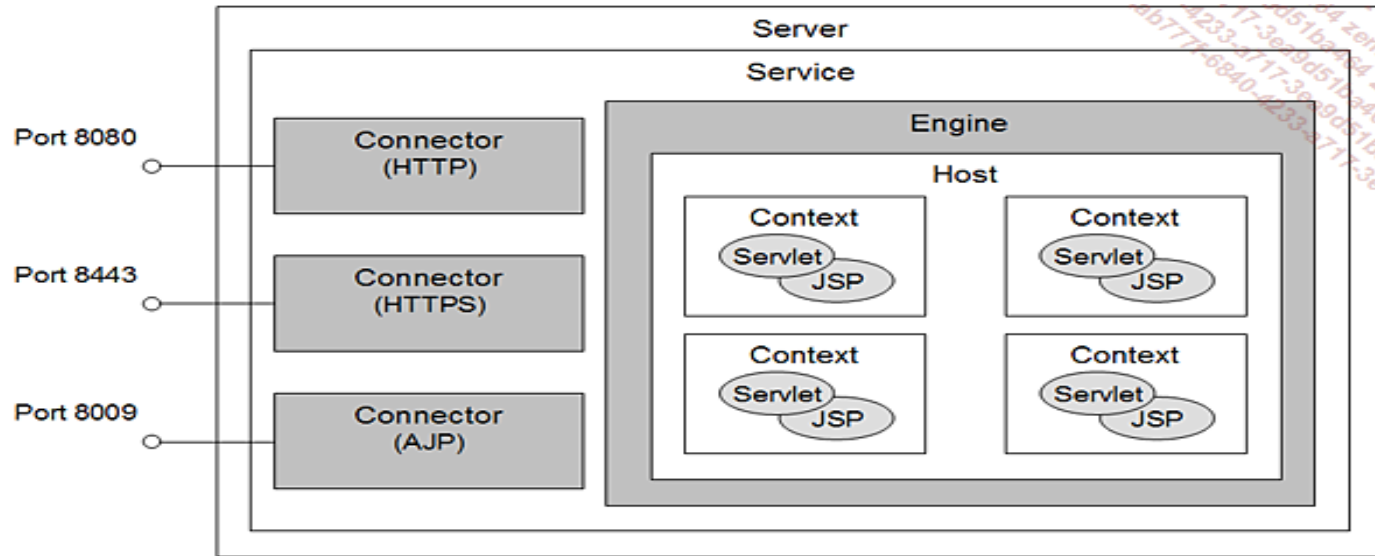 Server
Service
Port 8080
Connector
(HTTP)
Port 8443
Connector
(HTTPS)
Port 8009
Connector
(AJP)
Engine
Host
Context
Servlet
JSP
Context
Servlet
JSP
Context
Servlet
JSP
Context
Servlet
JSP